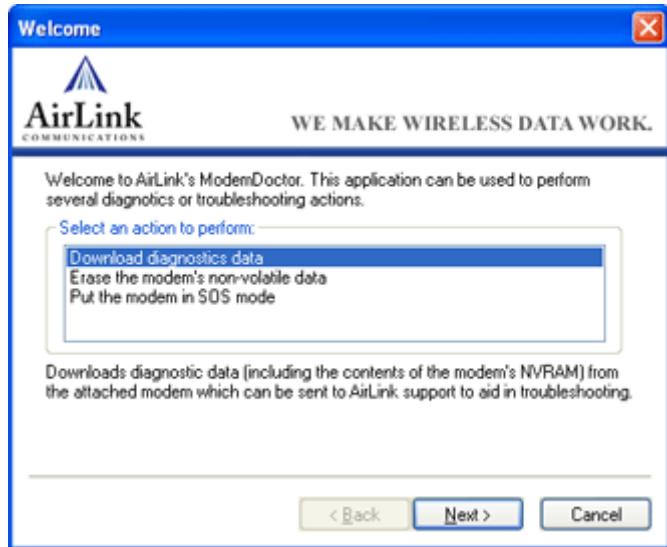 Welcome
AirLink
COMMUNICATIONS
WE MAKE WIRELESS DATA WORK.
Welcome to AirLink's ModemDoctor. This application can be used to perform
several diagnotics or troubleshooting actions.
Select an action to perform:
Download diagnostics data
Erase the modem's non-volatile data
Put the modem in SOS mode
Downloads diagnostic data (including the contents of the modem's NVRAM) from
the attached modem which can be sent to AirLink support to aid in troubleshooting.
< Back
Next >
Cancel